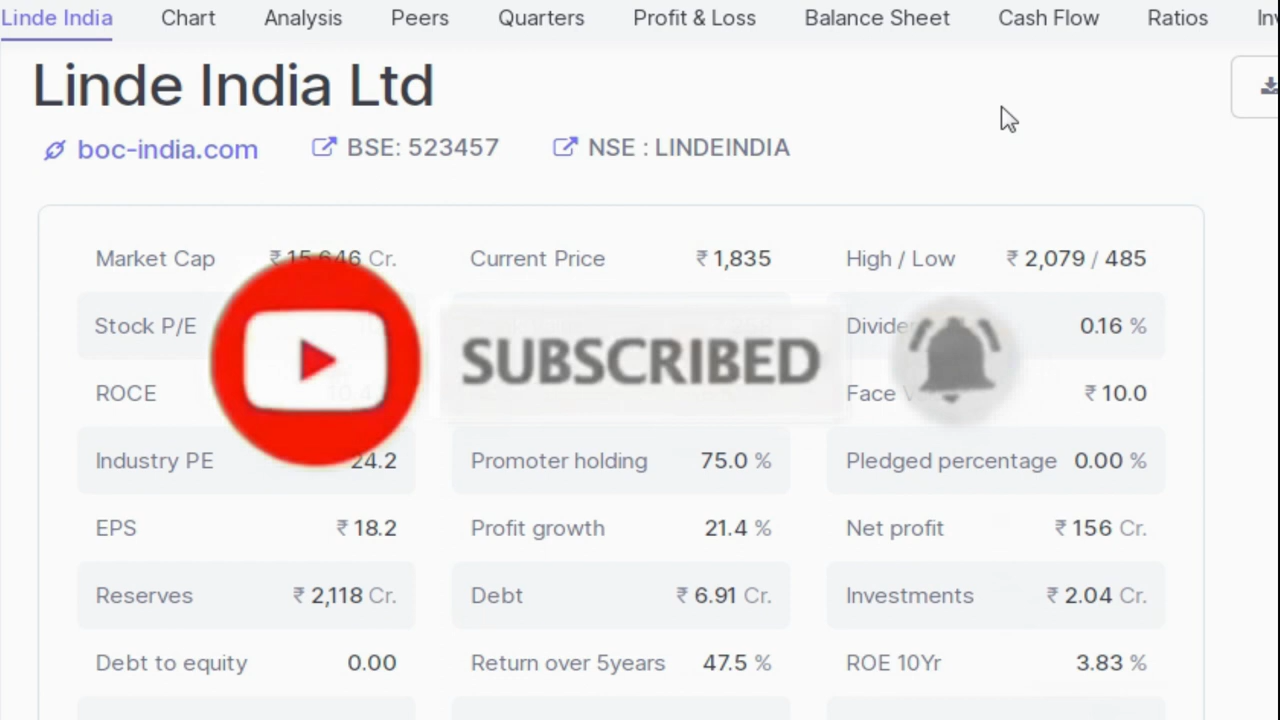 Linde India Chart Analysis Peers Quarters Profit & Loss Balance Sheet Cash Flow Ratios
Linde India Ltd
boc-india.com BSE: 523457 NSE : LINDEINDIA
Market Cap ₹ 15,646 Cr. Current Price ₹ 1,835 High / Low ₹ 2,079 / 485
Stock P/E 0.16 %
SUBSCRIBED
ROCE Face ₹ 10.0
Industry PE 24.2 Promoter holding 75.0 % Pledged percentage 0.00 %
EPS ₹ 18.2 Profit growth 21.4 % Net profit ₹ 156 Cr.
Reserves ₹ 2,118 Cr. Debt ₹ 6.91 Cr. Investments ₹ 2.04 Cr.
Debt to equity 0.00 Return over 5years 47.5 % ROE 10Yr 3.83 %